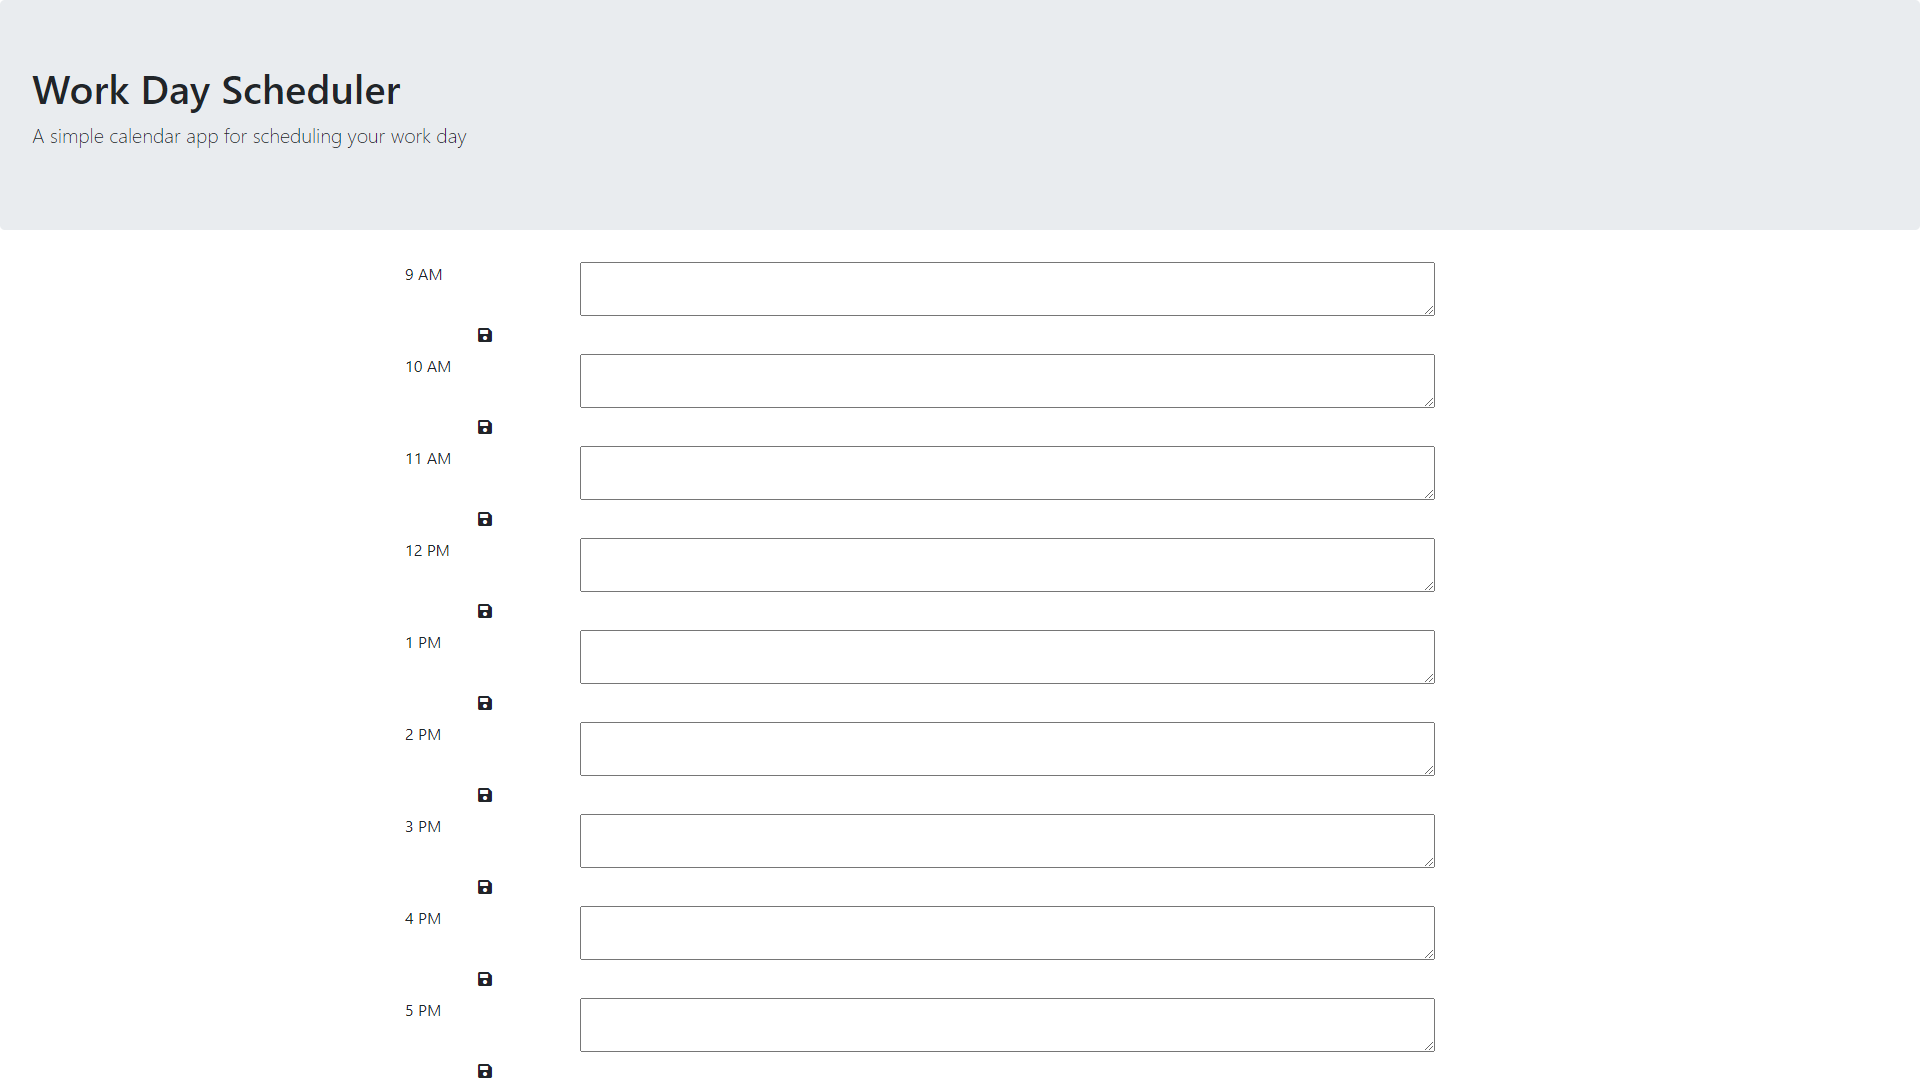 Work Day Scheduler
A simple calendar app for scheduling your work day
9 AM
10 AM
11 AM
12 PM
1 PM
2 PM
3 PM
4 PM
5 PM